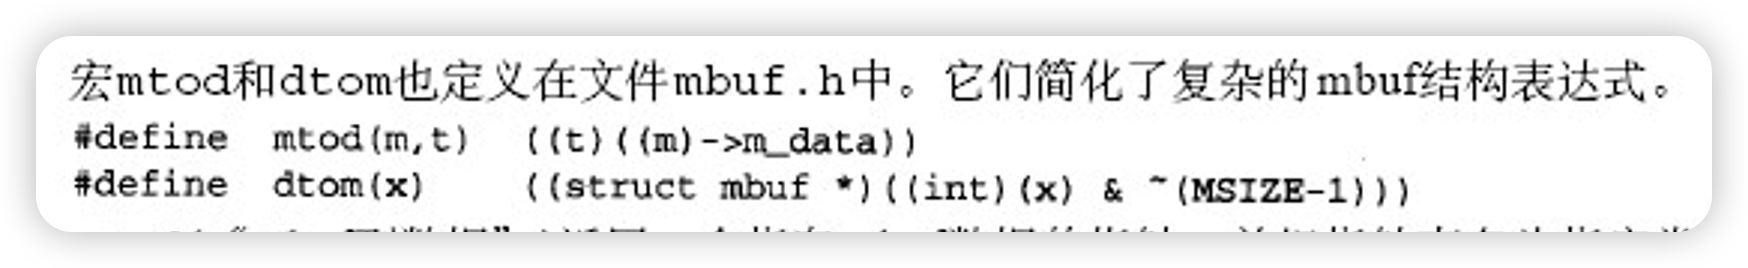 宏mtod和dtom也定义在文件mbuf.h中。它们简化了复杂的mbuf结构表达式。
#define mtod(m,t) ((t)((m)->m_data))
#define dtom(x) ((struct mbuf *)((int)(x) & ~(MSIZE-1)))